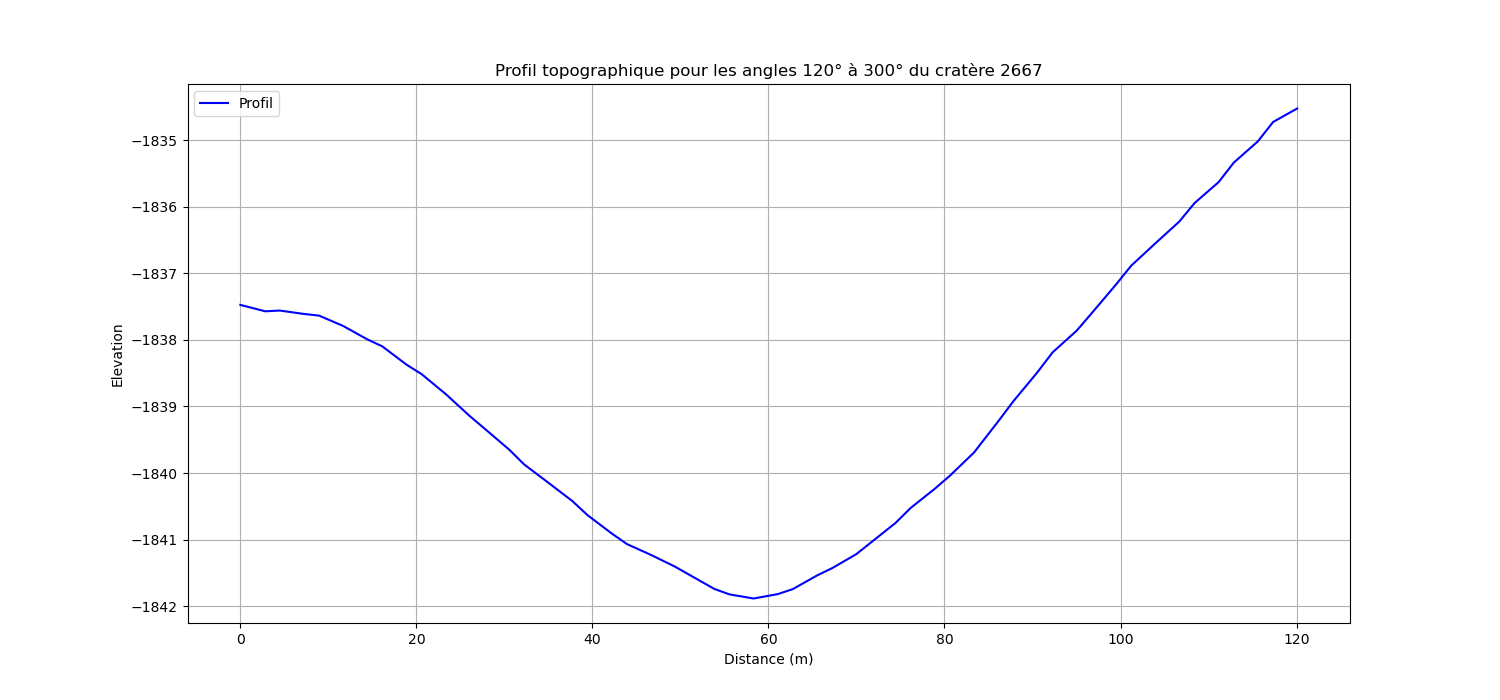 Profil topographique pour les angles 120° à 300° du cratère 2667
Profil
−1835
−1836
−1837
−1838
−1839
−1840
−1841
−1842
Elevation
0 20 40 60 80 100 120
Distance (m)